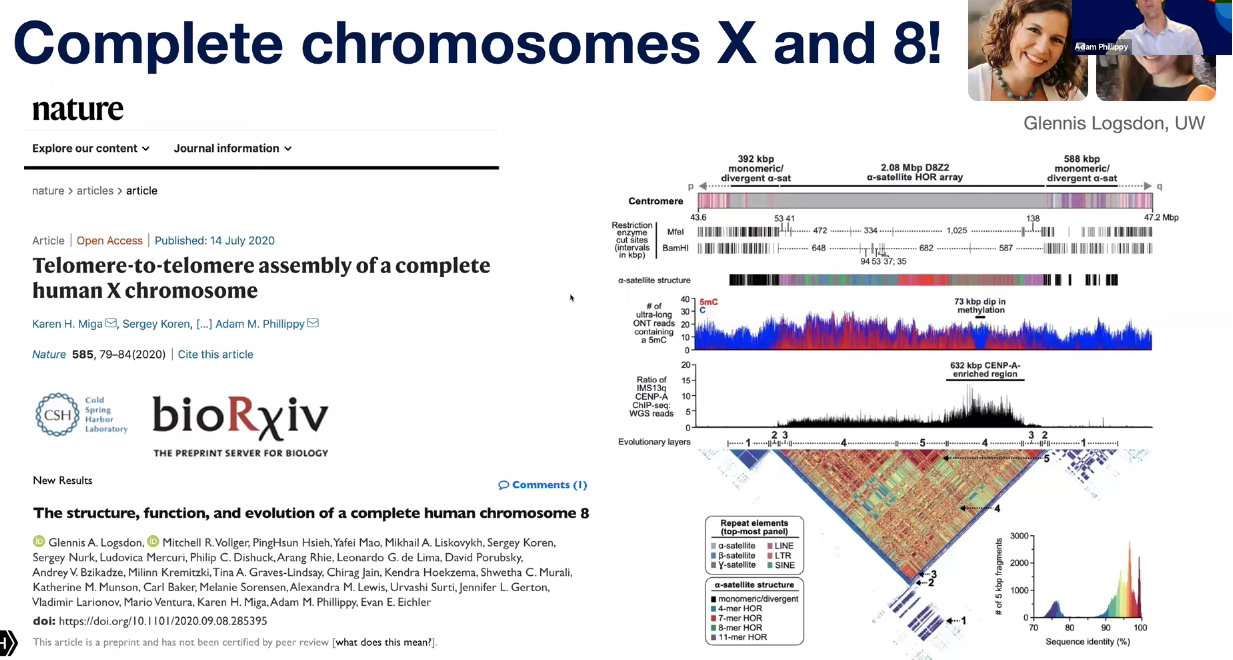 Complete chromosomes X and 8!
Adam Phillippy
Glennis Logsdon, UW
nature
Explore our content
Journal information
nature > articles > article
Article | Open Access | Published: 14 July 2020
Telomere-to-telomere assembly of a complete
human X chromosome
Karen H. Miga, Sergey Koren, [...] Adam M. Phillippy
Nature 585, 79–84(2020) | Cite this article
CSH
Cold
Spring
Harbor
Laboratory
bioRxiv
THE PREPRINT SERVER FOR BIOLOGY
New Results
Comments (1)
The structure, function, and evolution of a complete human chromosome 8
iD Glennis A. Logsdon, iD Mitchell R. Vollger, PingHsun Hsieh, Yafei Mao, Mikhail A. Liskovykh, Sergey Koren,
Sergey Nurk, Ludovica Mercuri, Philip C. Dishuck, Arang Rhie, Leonardo G. de Lima, David Porubsky,
Andrey V. Bzikadze, Milinn Kremitzki, Tina A. Graves-Lindsay, Chirag Jain, Kendra Hoekzema, Shwetha C. Murali,
Katherine M. Munson, Carl Baker, Melanie Sorensen, Alexandra M. Lewis, Urvashi Surti, Jennifer L. Gerton,
Vladimir Larionov, Mario Ventura, Karen H. Miga, Adam M. Phillippy, Evan E. Eichler
doi: https://doi.org/10.1101/2020.09.08.285395
This article is a preprint and has not been certified by peer review [what does this mean?].
392 kbp
monomeric/
divergent α-sat
2.08 Mbp D8Z2
α-satellite HOR array
588 kbp
monomeric/
divergent α-sat
p
q
Centromere
43.6
53 41
138
47.2 Mbp
Restriction
enzyme
cut sites
(intervals
in kbp)
MfeI
472
334
1,025
BamHI
648
682
587
94 53 37; 35
α-satellite structure
# of
ultra-long
ONT reads
containing
a 5mC
40
30
20
10
0
5mC
C
73 kbp dip in
methylation
Ratio of
IMS13q
CENP-A
ChIP-seq:
WGS reads
20
15
10
5
0
632 kbp CENP-A-
enriched region
Evolutionary layers
1
2 3
4
5
4
3 2
1
5
4
3
2
1
Repeat elements
(top-most panel)
α-satellite
LINE
β-satellite
LTR
γ-satellite
SINE
α-satellite structure
monomeric/divergent
4-mer HOR
7-mer HOR
8-mer HOR
11-mer HOR
# of 5 kbp fragments
3000
2000
1000
0
70 80 90 100
Sequence identity (%)